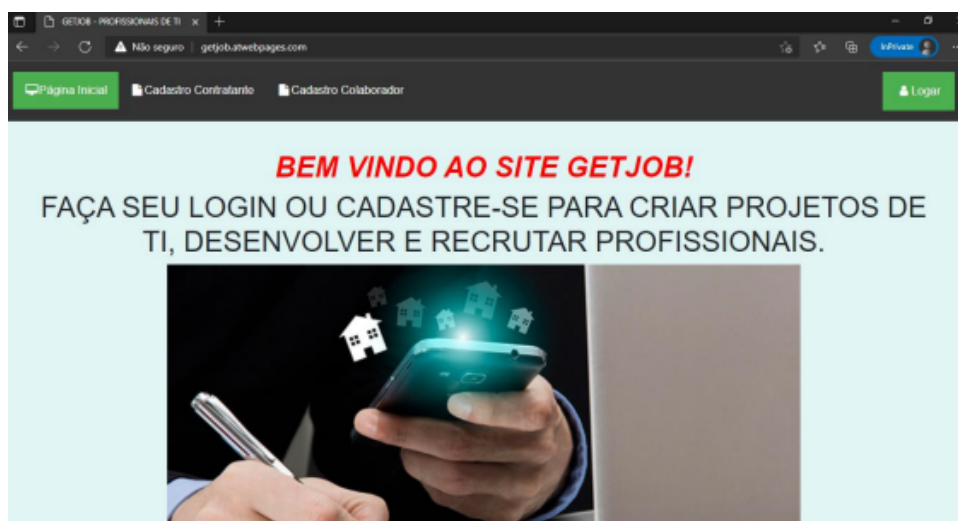 GETJOB - PROFISSIONAIS DE TI
Não seguro getjob.atwebpages.com
InPrivate
Página Inicial Cadastro Contratante Cadastro Colaborador Logar
BEM VINDO AO SITE GETJOB!
FAÇA SEU LOGIN OU CADASTRE-SE PARA CRIAR PROJETOS DE
TI, DESENVOLVER E RECRUTAR PROFISSIONAIS.